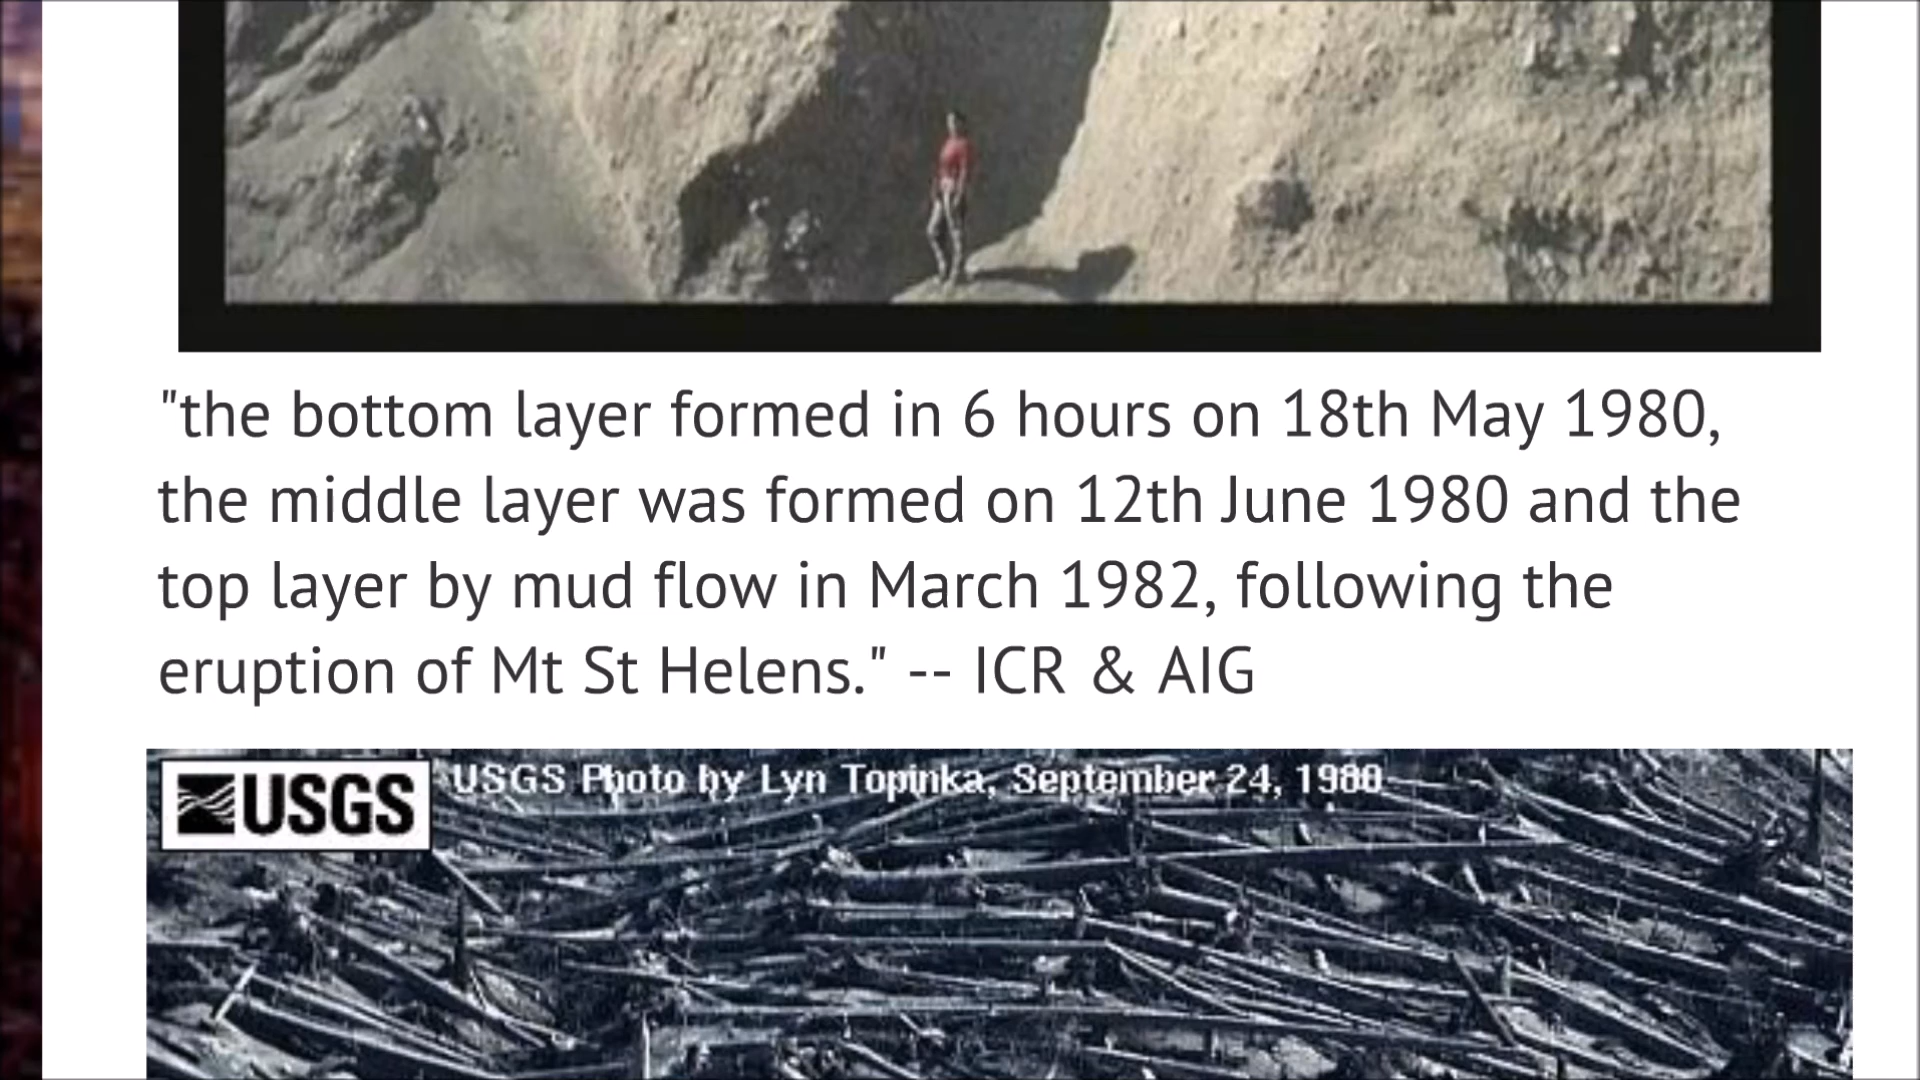 "the bottom layer formed in 6 hours on 18th May 1980,
the middle layer was formed on 12th June 1980 and the
top layer by mud flow in March 1982, following the
eruption of Mt St Helens." -- ICR & AIG
USGS USGS Photo by Lyn Topinka, September 24, 1980